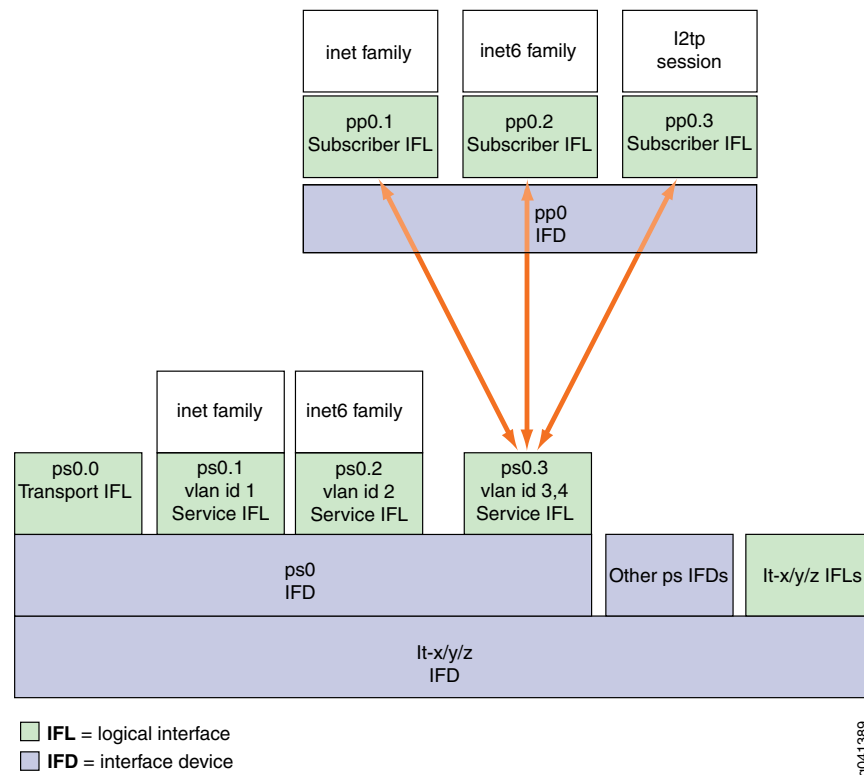 inet family
inet6 family
l2tp
session
pp0.1
Subscriber IFL
pp0.2
Subscriber IFL
pp0.3
Subscriber IFL
pp0
IFD
inet family
inet6 family
ps0.0
Transport IFL
ps0.1
vlan id 1
Service IFL
ps0.2
vlan id 2
Service IFL
ps0.3
vlan id 3,4
Service IFL
ps0
IFD
Other ps IFDs
lt-x/y/z IFLs
lt-x/y/z
IFD
IFL = logical interface
IFD = interface device
g041389